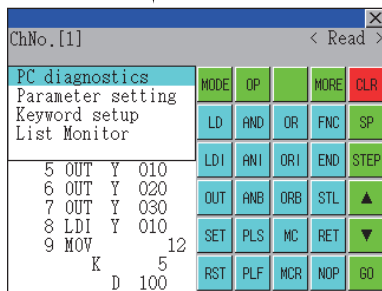 ChNo.[1] < Read >
PC diagnostics
Parameter setting
Keyword setup
List Monitor
5 OUT Y 010
6 OUT Y 020
7 OUT Y 030
8 LDI Y 010
9 MOV 12
K 5
D 100
MODE OP MORE CLR
LD AND OR FNC SP
LDI ANI ORI END STEP
OUT ANB ORB STL ▲
SET PLS MC RET ▼
RST PLF MCR NOP GO